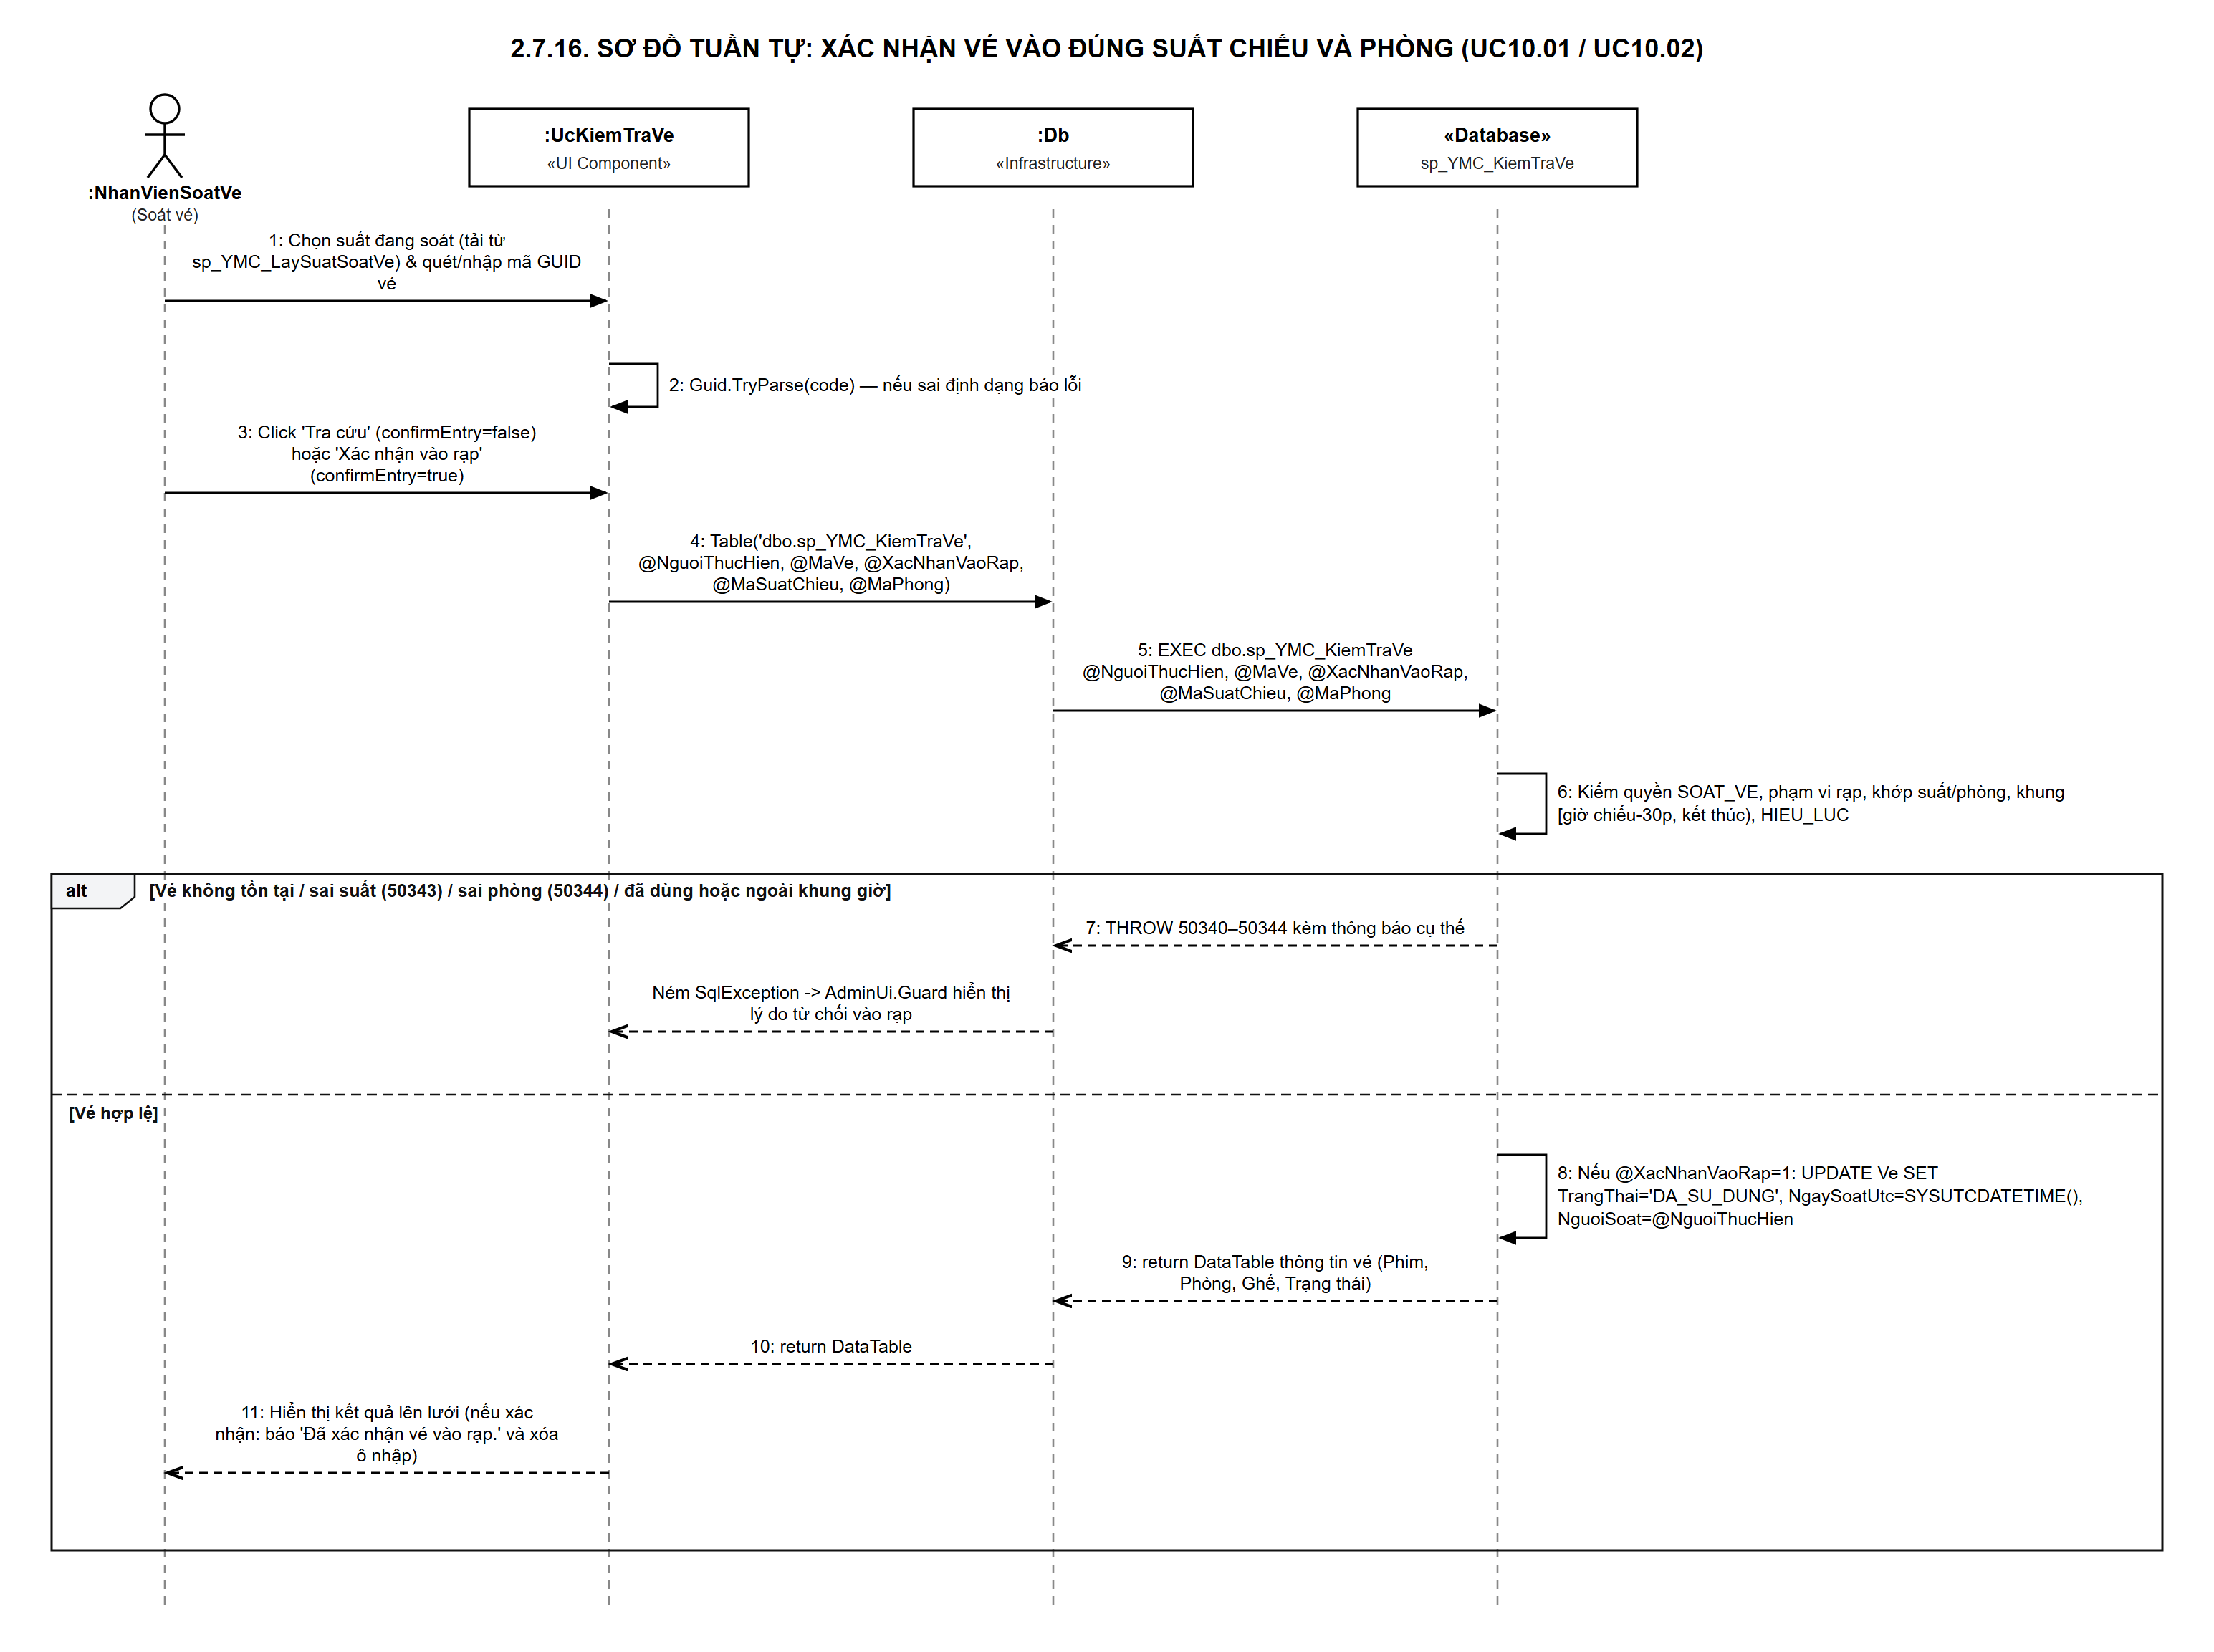 2.7.16. SƠ ĐỒ TUẦN TỰ: XÁC NHẬN VÉ VÀO ĐÚNG SUẤT CHIẾU VÀ PHÒNG (UC10.01 / UC10.02)
:NhanVienSoatVe
(Soát vé)
:UcKiemTraVe
«UI Component»
:Db
«Infrastructure»
«Database»
sp_YMC_KiemTraVe
1: Chọn suất đang soát (tải từ
sp_YMC_LaySuatSoatVe) & quét/nhập mã GUID
vé
2: Guid.TryParse(code) — nếu sai định dạng báo lỗi
3: Click 'Tra cứu' (confirmEntry=false)
hoặc 'Xác nhận vào rạp'
(confirmEntry=true)
4: Table('dbo.sp_YMC_KiemTraVe',
@NguoiThucHien, @MaVe, @XacNhanVaoRap,
@MaSuatChieu, @MaPhong)
5: EXEC dbo.sp_YMC_KiemTraVe
@NguoiThucHien, @MaVe, @XacNhanVaoRap,
@MaSuatChieu, @MaPhong
6: Kiểm quyền SOAT_VE, phạm vi rạp, khớp suất/phòng, khung
[giờ chiếu-30p, kết thúc), HIEU_LUC
alt
[Vé không tồn tại / sai suất (50343) / sai phòng (50344) / đã dùng hoặc ngoài khung giờ]
7: THROW 50340–50344 kèm thông báo cụ thể
Ném SqlException -> AdminUi.Guard hiển thị
lý do từ chối vào rạp
[Vé hợp lệ]
8: Nếu @XacNhanVaoRap=1: UPDATE Ve SET
TrangThai='DA_SU_DUNG', NgaySoatUtc=SYSUTCDATETIME(),
NguoiSoat=@NguoiThucHien
9: return DataTable thông tin vé (Phim,
Phòng, Ghế, Trạng thái)
10: return DataTable
11: Hiển thị kết quả lên lưới (nếu xác
nhận: báo 'Đã xác nhận vé vào rạp.' và xóa
ô nhập)